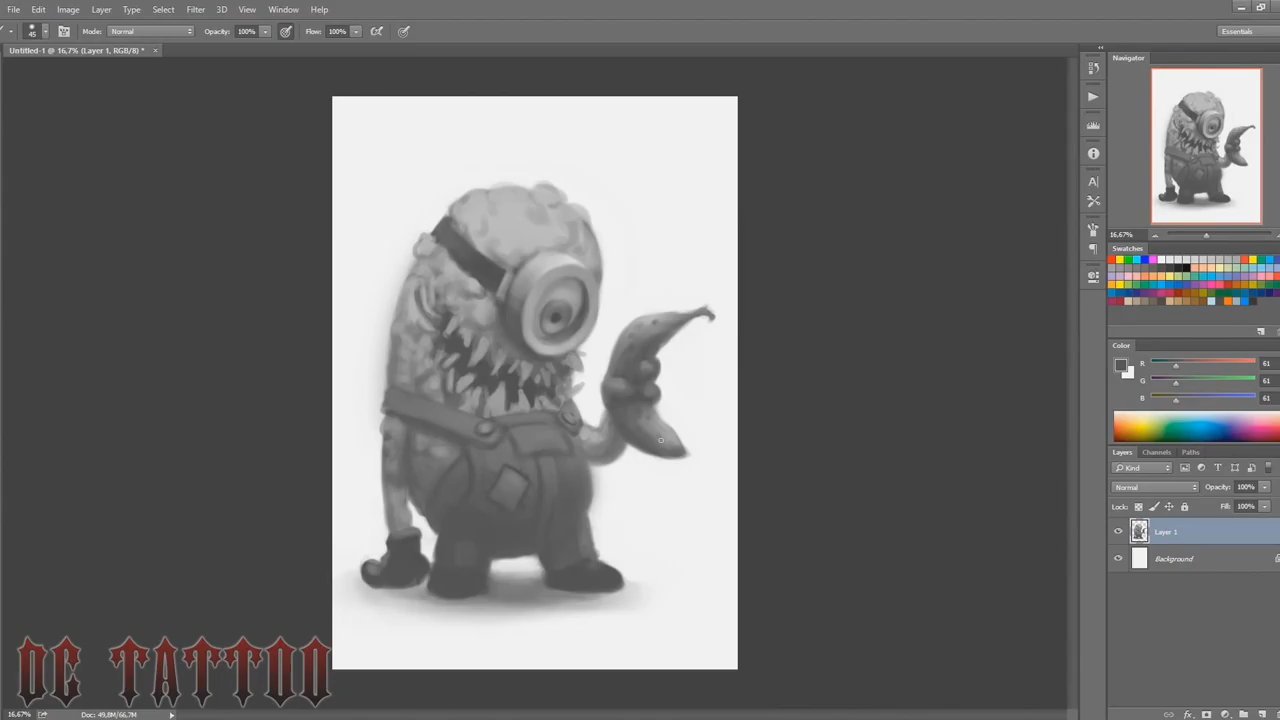 File Edit Image Layer Type Select Filter 3D View Window Help
45 Mode: Normal Opacity: 100% Flow: 100% Essentials
Untitled-1 @ 16,7% (Layer 1, RGB/8) * ×
Navigator
16,67%
Swatches
Color
R 61
G 61
B 61
Layers Channels Paths
Kind
Normal Opacity: 100%
Lock: Fill: 100%
Layer 1
Background
DC TATTOO
16,67% Doc: 49,8M/66,7M